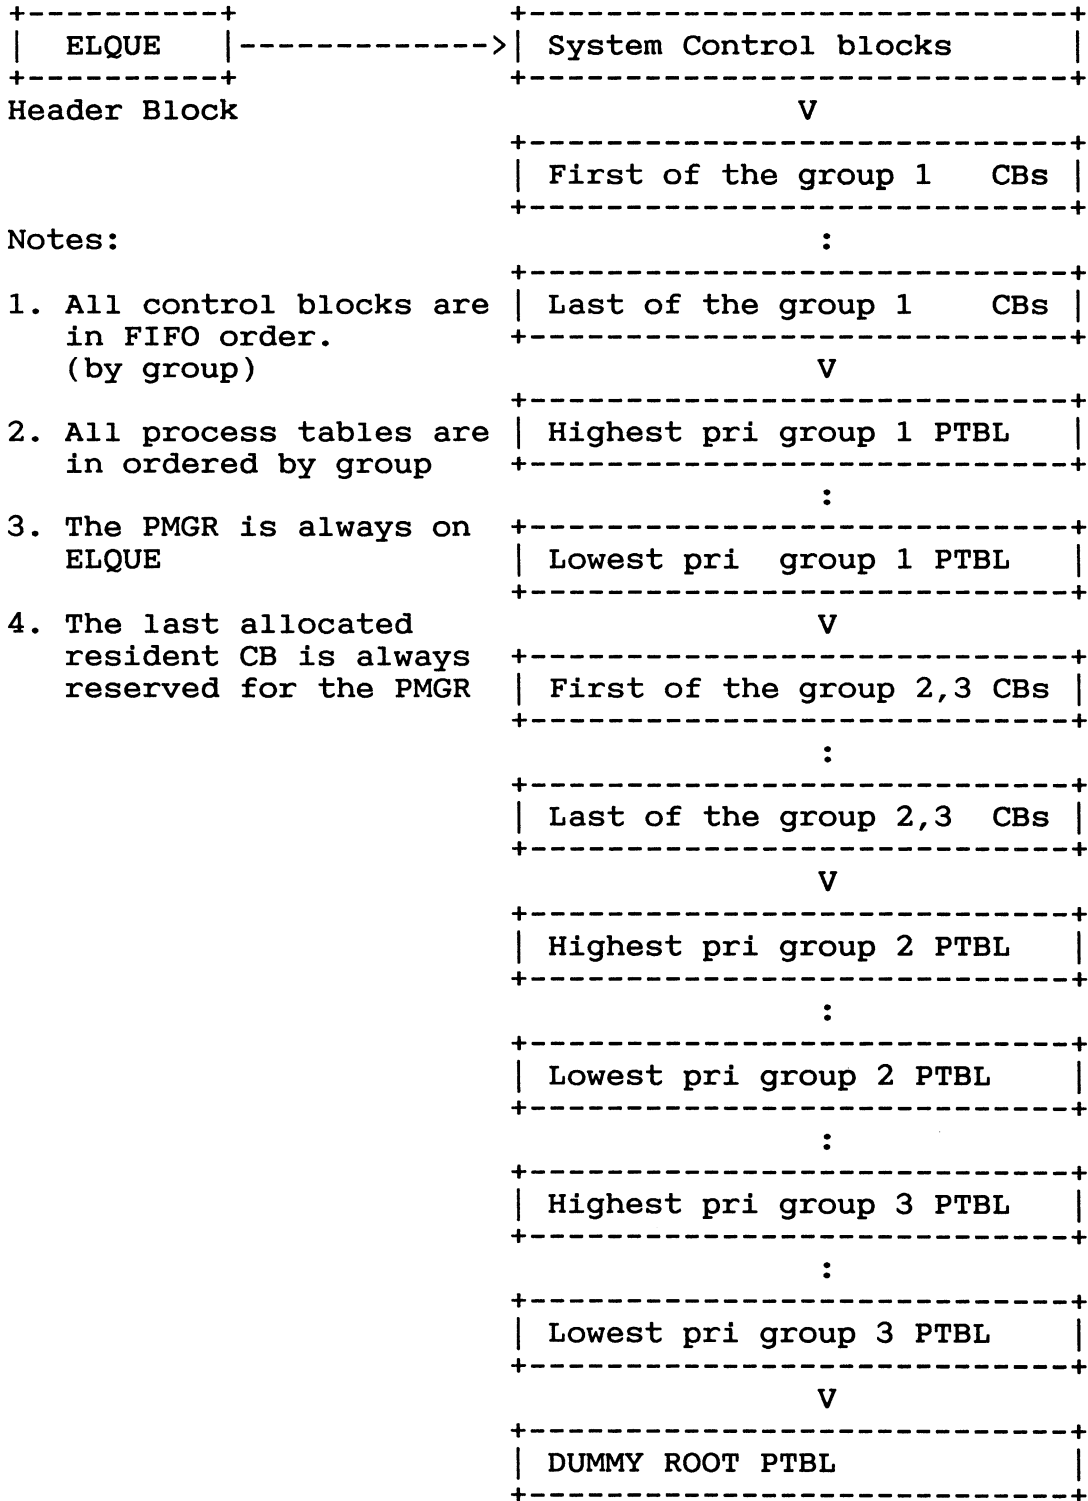 +-----------+             +----------------------------+
|   ELQUE   |------------->| System Control blocks      |
+-----------+             +----------------------------+
Header Block                             V
+----------------------------+
| First of the group 1   CBs |
+----------------------------+
Notes:                                    :
+----------------------------+
1. All control blocks are | Last of the group 1    CBs |
   in FIFO order.         +----------------------------+
   (by group)                             V
+----------------------------+
2. All process tables are | Highest pri group 1 PTBL   |
   in ordered by group    +----------------------------+
:
3. The PMGR is always on  +----------------------------+
   ELQUE                  | Lowest pri  group 1 PTBL   |
+----------------------------+
4. The last allocated                     V
   resident CB is always  +----------------------------+
   reserved for the PMGR  | First of the group 2,3 CBs |
+----------------------------+
:
+----------------------------+
| Last of the group 2,3  CBs |
+----------------------------+
V
+----------------------------+
| Highest pri group 2 PTBL   |
+----------------------------+
:
+----------------------------+
| Lowest pri group 2 PTBL    |
+----------------------------+
:
+----------------------------+
| Highest pri group 3 PTBL   |
+----------------------------+
:
+----------------------------+
| Lowest pri group 3 PTBL    |
+----------------------------+
V
+----------------------------+
| DUMMY ROOT PTBL            |
+----------------------------+